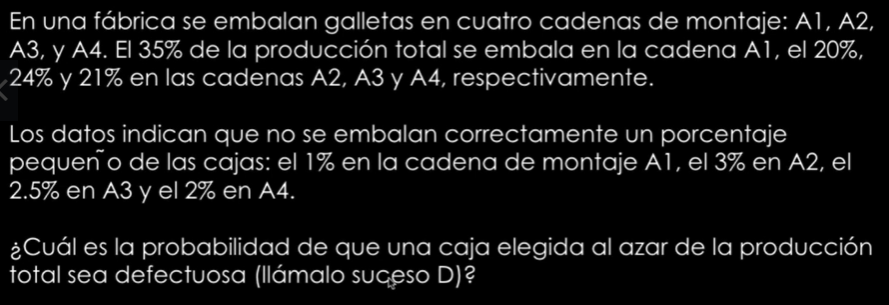 En una fábrica se embalan galletas en cuatro cadenas de montaje: A1, A2,
A3, y A4. El 35% de la producción total se embala en la cadena A1, el 20%,
24% y 21% en las cadenas A2, A3 y A4, respectivamente.
Los datos indican que no se embalan correctamente un porcentaje
pequen˜o de las cajas: el 1% en la cadena de montaje A1, el 3% en A2, el
2.5% en A3 y el 2% en A4.
¿Cuál es la probabilidad de que una caja elegida al azar de la producción
total sea defectuosa (llámalo suceso D)?